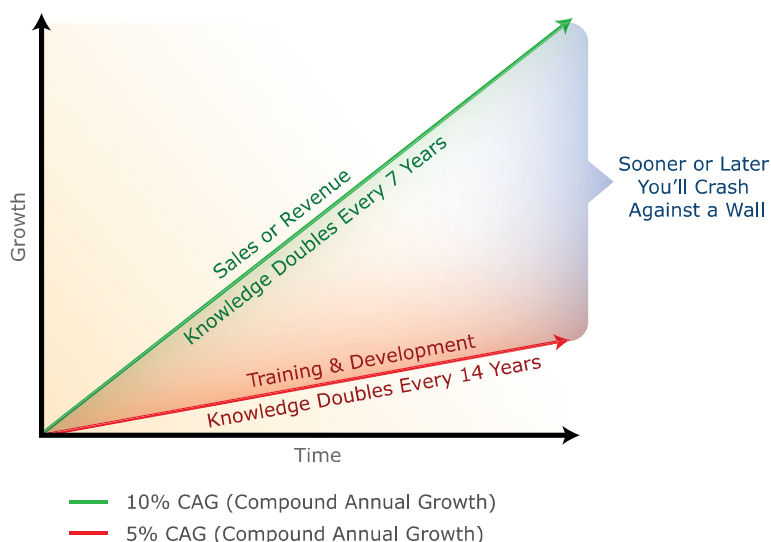 Growth
Sales or Revenue
Knowledge Doubles Every 7 Years
Training & Development
Knowledge Doubles Every 14 Years
Sooner or Later
You'll Crash
Against a Wall
Time
10% CAG (Compound Annual Growth)
5% CAG (Compound Annual Growth)